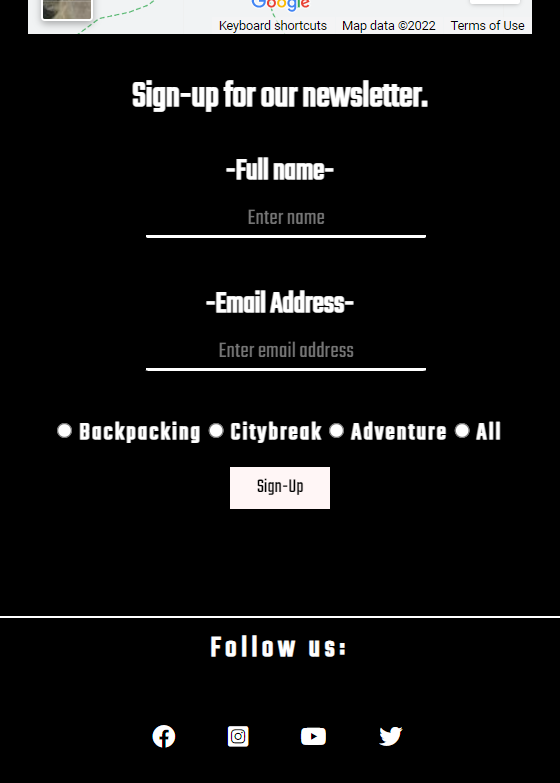 Google
Keyboard shortcuts Map data ©2022 Terms of Use
Sign-up for our newsletter.
-Full name-
Enter name
-Email Address-
Enter email address
Backpacking Citybreak Adventure All
Sign-Up
Follow us: